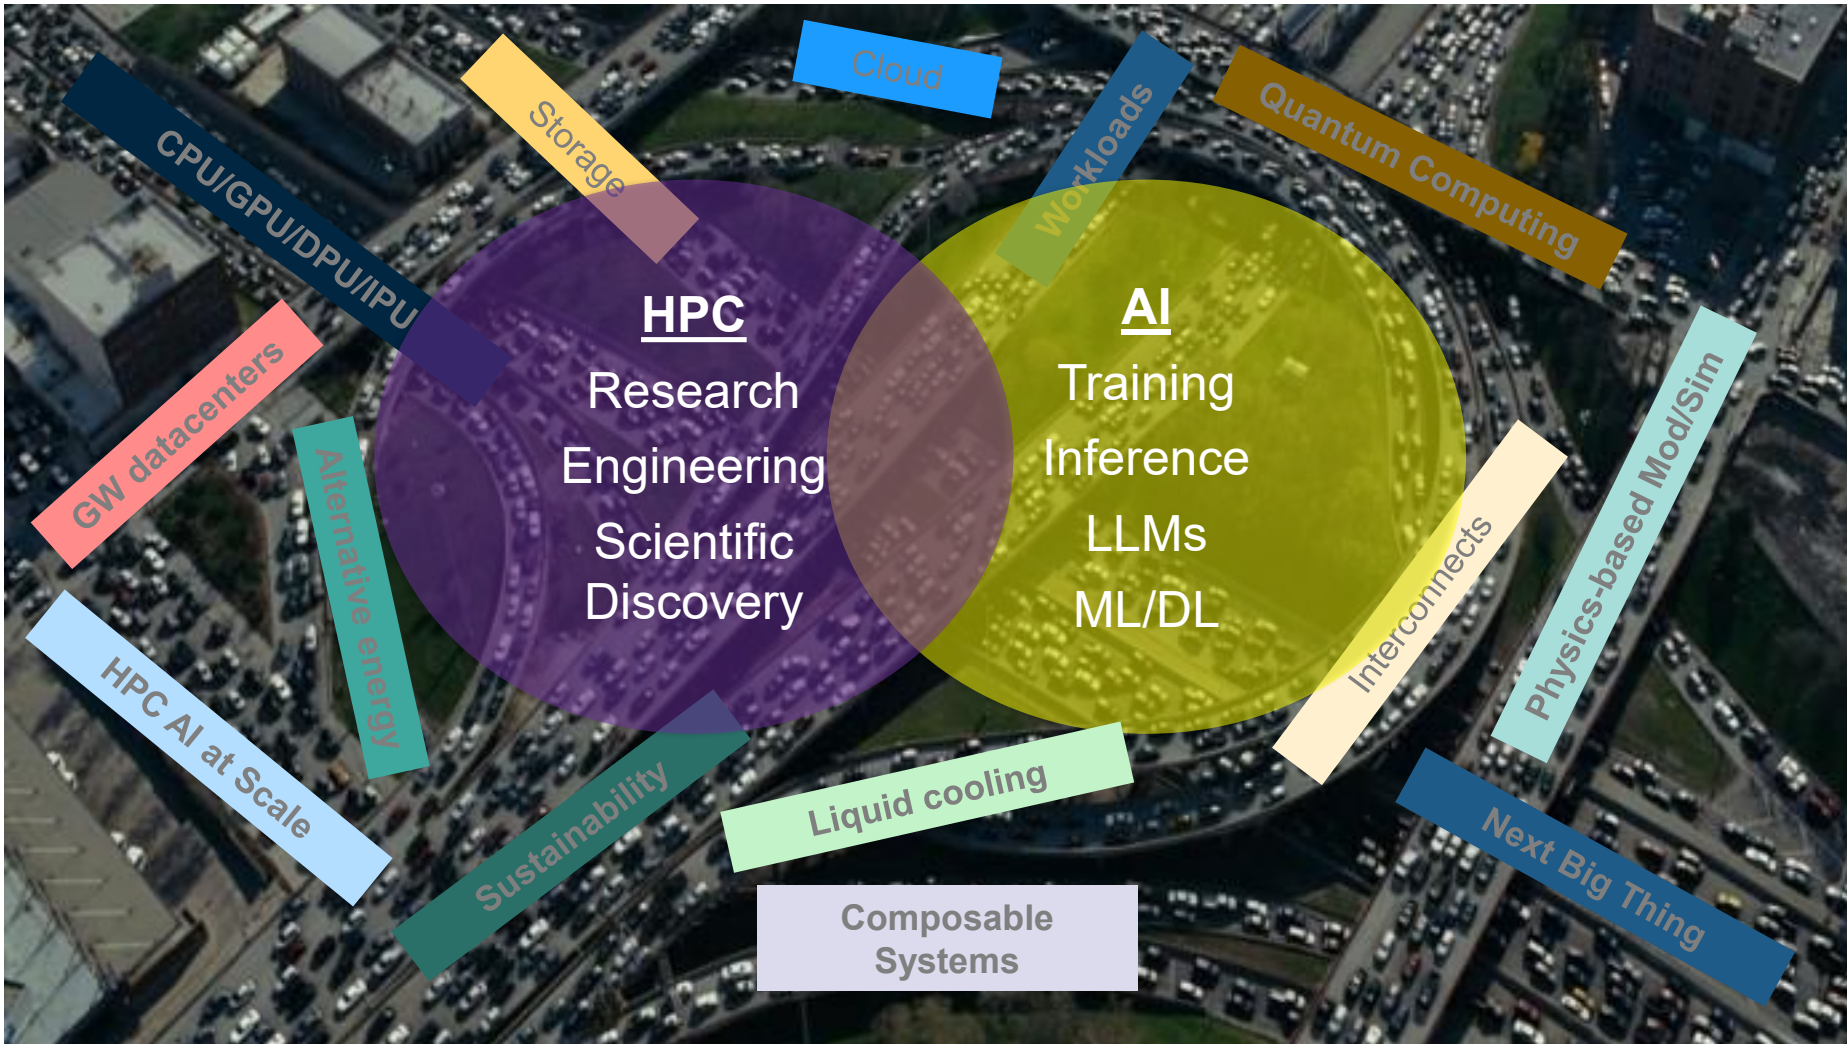 Cloud
Storage
Workloads
Quantum Computing
CPU/GPU/DPU/IPU
HPC
Research
Engineering
Scientific
Discovery
AI
Training
Inference
LLMs
ML/DL
GW datacenters
Alternative energy
Physics-based Mod/Sim
Interconnects
HPC AI at Scale
Sustainability
Liquid cooling
Next Big Thing
Composable
Systems